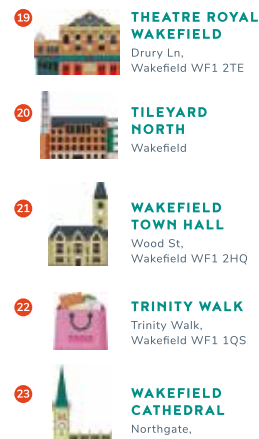 19
THEATRE ROYAL
WAKEFIELD
Drury Ln,
Wakefield WF1 2TE
20
TILEYARD
NORTH
Wakefield
21
WAKEFIELD
TOWN HALL
Wood St,
Wakefield WF1 2HQ
22
TRINITY WALK
Trinity Walk,
Wakefield WF1 1QS
23
WAKEFIELD
CATHEDRAL
Northgate,